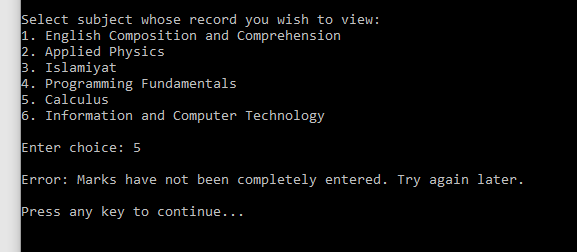 Select subject whose record you wish to view:
1. English Composition and Comprehension
2. Applied Physics
3. Islamiyat
4. Programming Fundamentals
5. Calculus
6. Information and Computer Technology
Enter choice: 5
Error: Marks have not been completely entered. Try again later.
Press any key to continue...